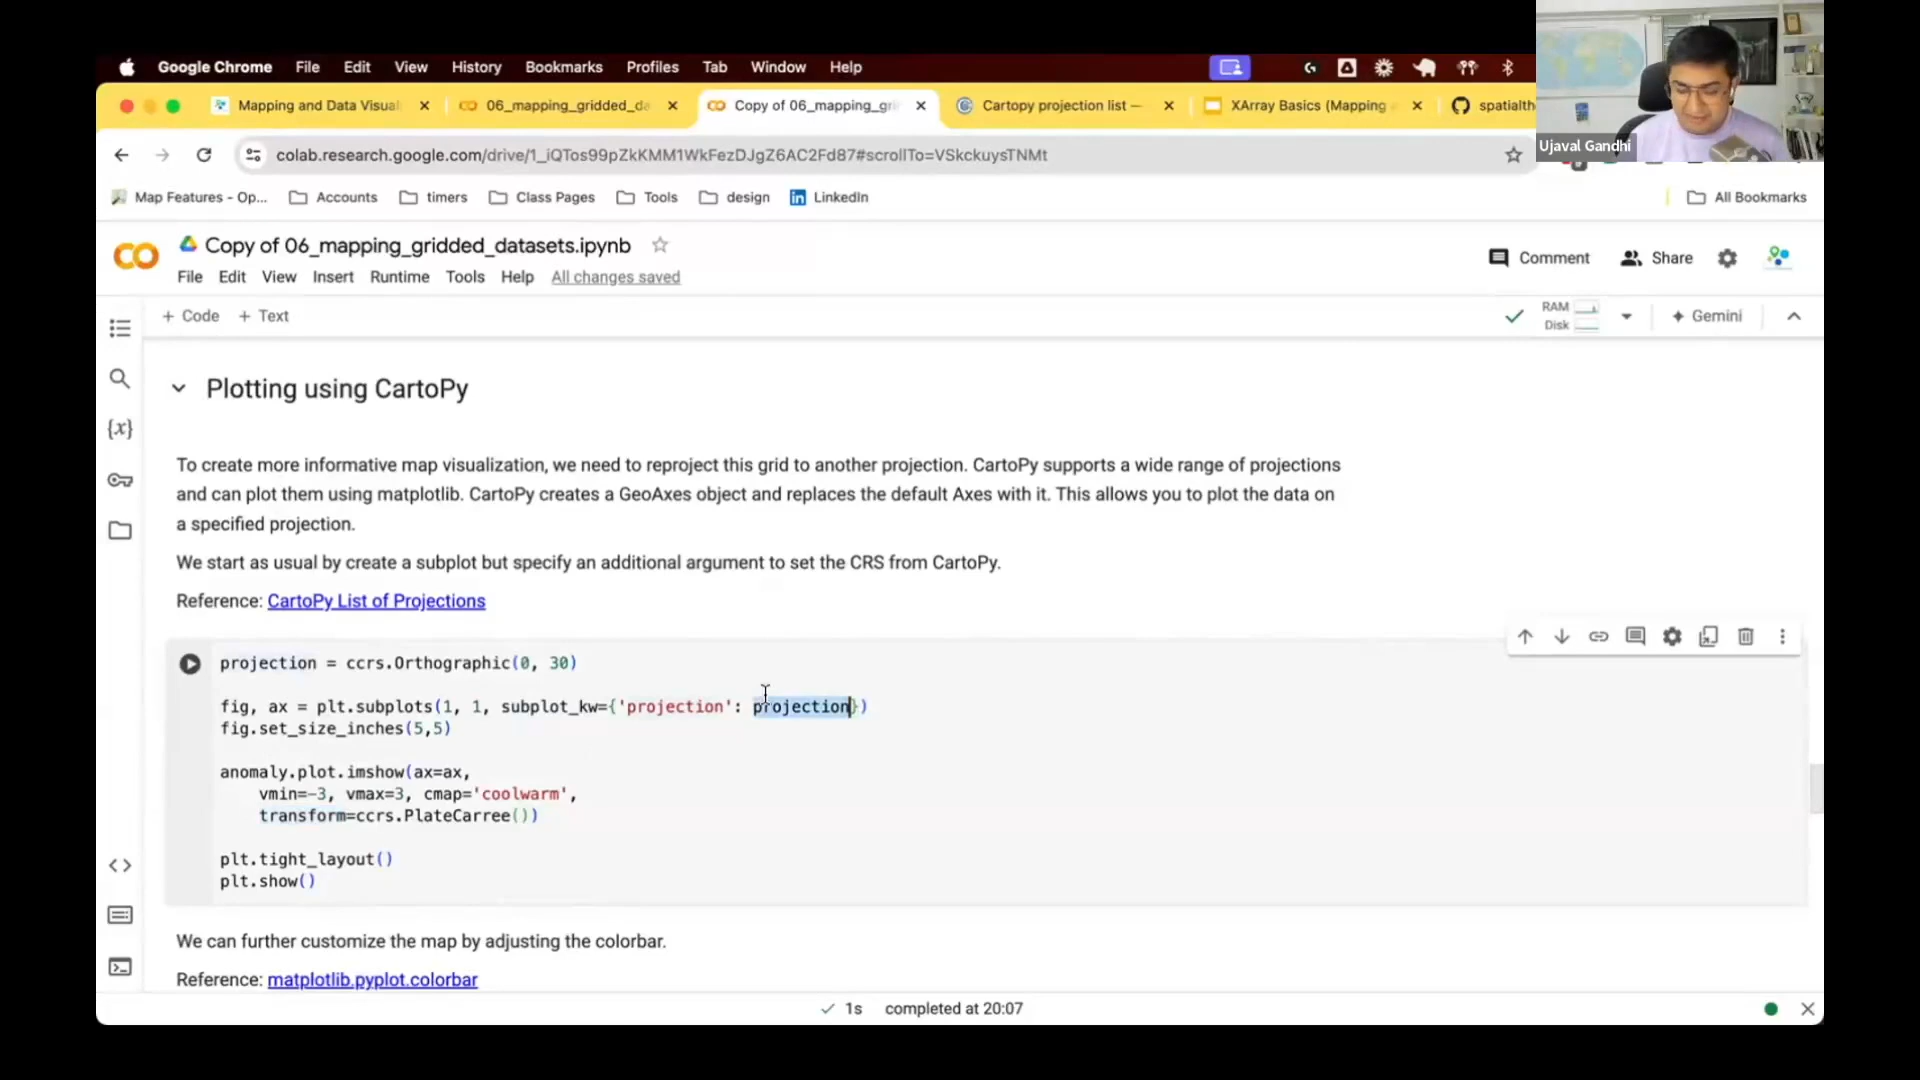 Google Chrome File Edit View History Bookmarks Profiles Tab Window Help
Mapping and Data Visual
06_mapping_gridded_da
Copy of 06_mapping_gri
Cartopy projection list —
XArray Basics (Mapping
spatialth
Ujaval Gandhi
colab.research.google.com/drive/1_iQTos99pZkKMM1WkFezDJgZ6AC2Fd87#scrollTo=VSkckuysTNMt
Map Features - Op...
Accounts
timers
Class Pages
Tools
design
in LinkedIn
All Bookmarks
Copy of 06_mapping_gridded_datasets.ipynb
Comment
Share
File Edit View Insert Runtime Tools Help All changes saved
+ Code + Text
RAM
Disk
Gemini
Plotting using CartoPy
{x}
To create more informative map visualization, we need to reproject this grid to another projection. CartoPy supports a wide range of projections
and can plot them using matplotlib. CartoPy creates a GeoAxes object and replaces the default Axes with it. This allows you to plot the data on
a specified projection.
We start as usual by create a subplot but specify an additional argument to set the CRS from CartoPy.
Reference: CartoPy List of Projections
projection = ccrs.Orthographic(0, 30)
fig, ax = plt.subplots(1, 1, subplot_kw={'projection': projection})
fig.set_size_inches(5,5)
anomaly.plot.imshow(ax=ax,
vmin=-3, vmax=3, cmap='coolwarm',
transform=ccrs.PlateCarree())
plt.tight_layout()
plt.show()
We can further customize the map by adjusting the colorbar.
Reference: matplotlib.pyplot.colorbar
1s completed at 20:07